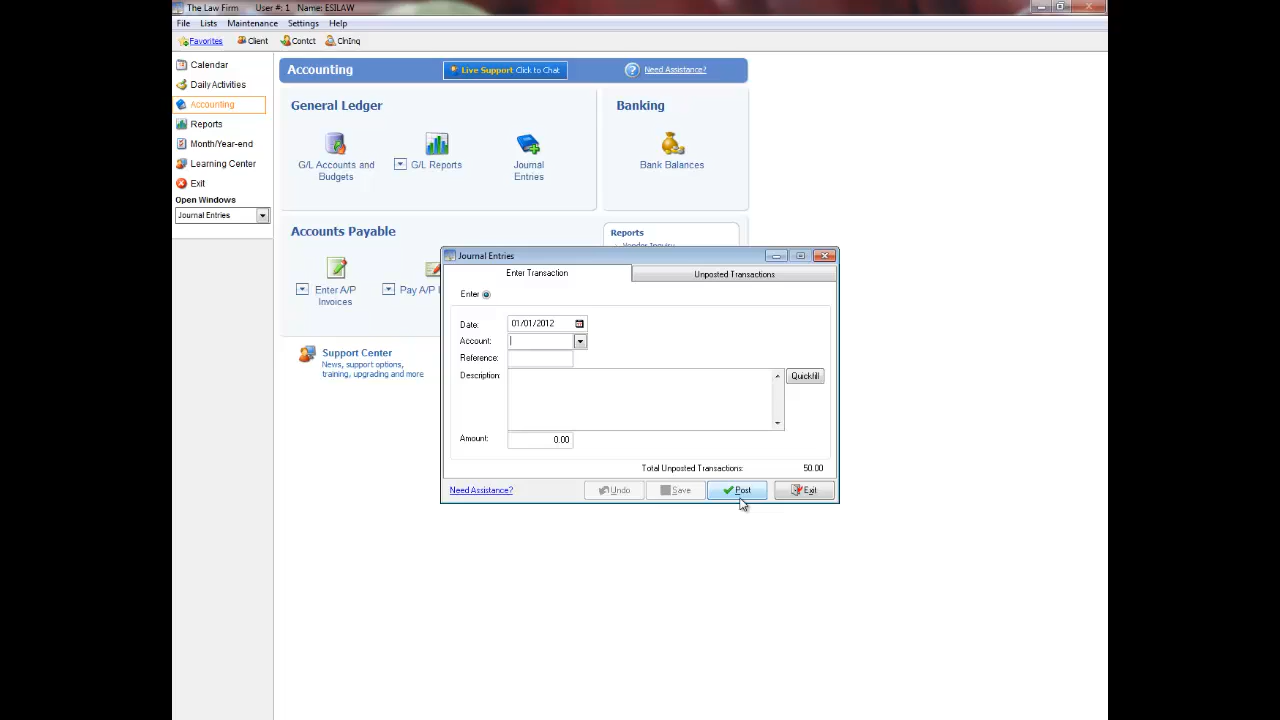 The Law Firm User #: 1 Name: ESILAW
File Lists Maintenance Settings Help
Favorites Client Contct ClnInq
Calendar
Daily Activities
Accounting
Reports
Month/Year-end
Learning Center
Exit
Open Windows
Journal Entries
Accounting
Live Support Click to Chat
Need Assistance?
General Ledger
G/L Accounts and
Budgets
G/L Reports
Journal
Entries
Banking
Bank Balances
Accounts Payable
Enter A/P
Invoices
Pay A/P
Reports
Vendor Inquiry
Support Center
News, support options,
training, upgrading and more
Journal Entries
Enter Transaction
Unposted Transactions
Enter
Date: 01/01/2012
Account:
Reference:
Description:
Quickfill
Amount: 0.00
Total Unposted Transactions: 50.00
Need Assistance?
Undo
Save
Post
Exit